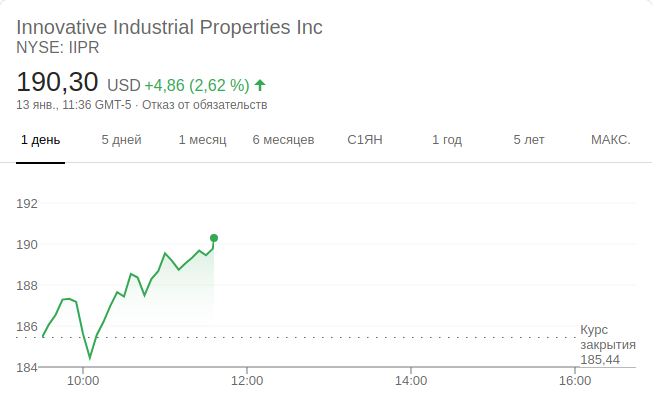 Innovative Industrial Properties Inc
NYSE: IIPR
190,30 USD +4,86 (2,62 %)
13 янв., 11:36 GMT-5 · Отказ от обязательств
1 день 5 дней 1 месяц 6 месяцев С1ЯН 1 год 5 лет МАКС.
192
190
188
186
184
Курс
закрытия
185,44
10:00 12:00 14:00 16:00